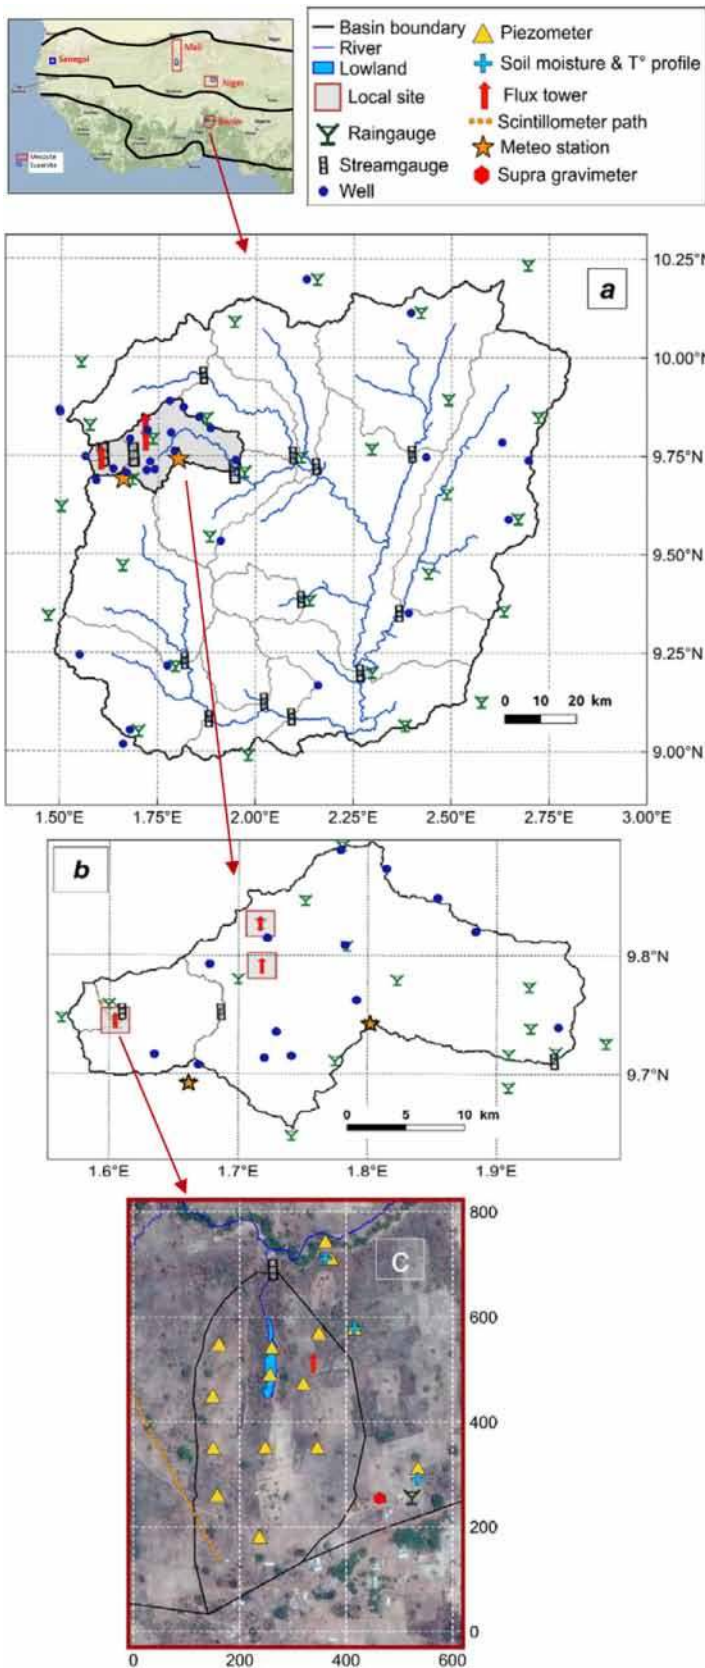 Senegal
Mali
Niger
Benin
Mesosite
Supersite
Basin boundary
River
Lowland
Local site
Raingauge
Streamgauge
Well
Piezometer
Soil moisture & T° profile
Flux tower
Scintillometer path
Meteo station
Supra gravimeter
a
10.25°N
10.00°N
9.75°N
9.50°N
9.25°N
9.00°N
0 10 20 km
1.50°E 1.75°E 2.00°E 2.25°E 2.50°E 2.75°E 3.00°E
b
9.8°N
9.7°N
0 5 10 km
1.6°E 1.7°E 1.8°E 1.9°E
C
800
600
400
200
0
0 200 400 600